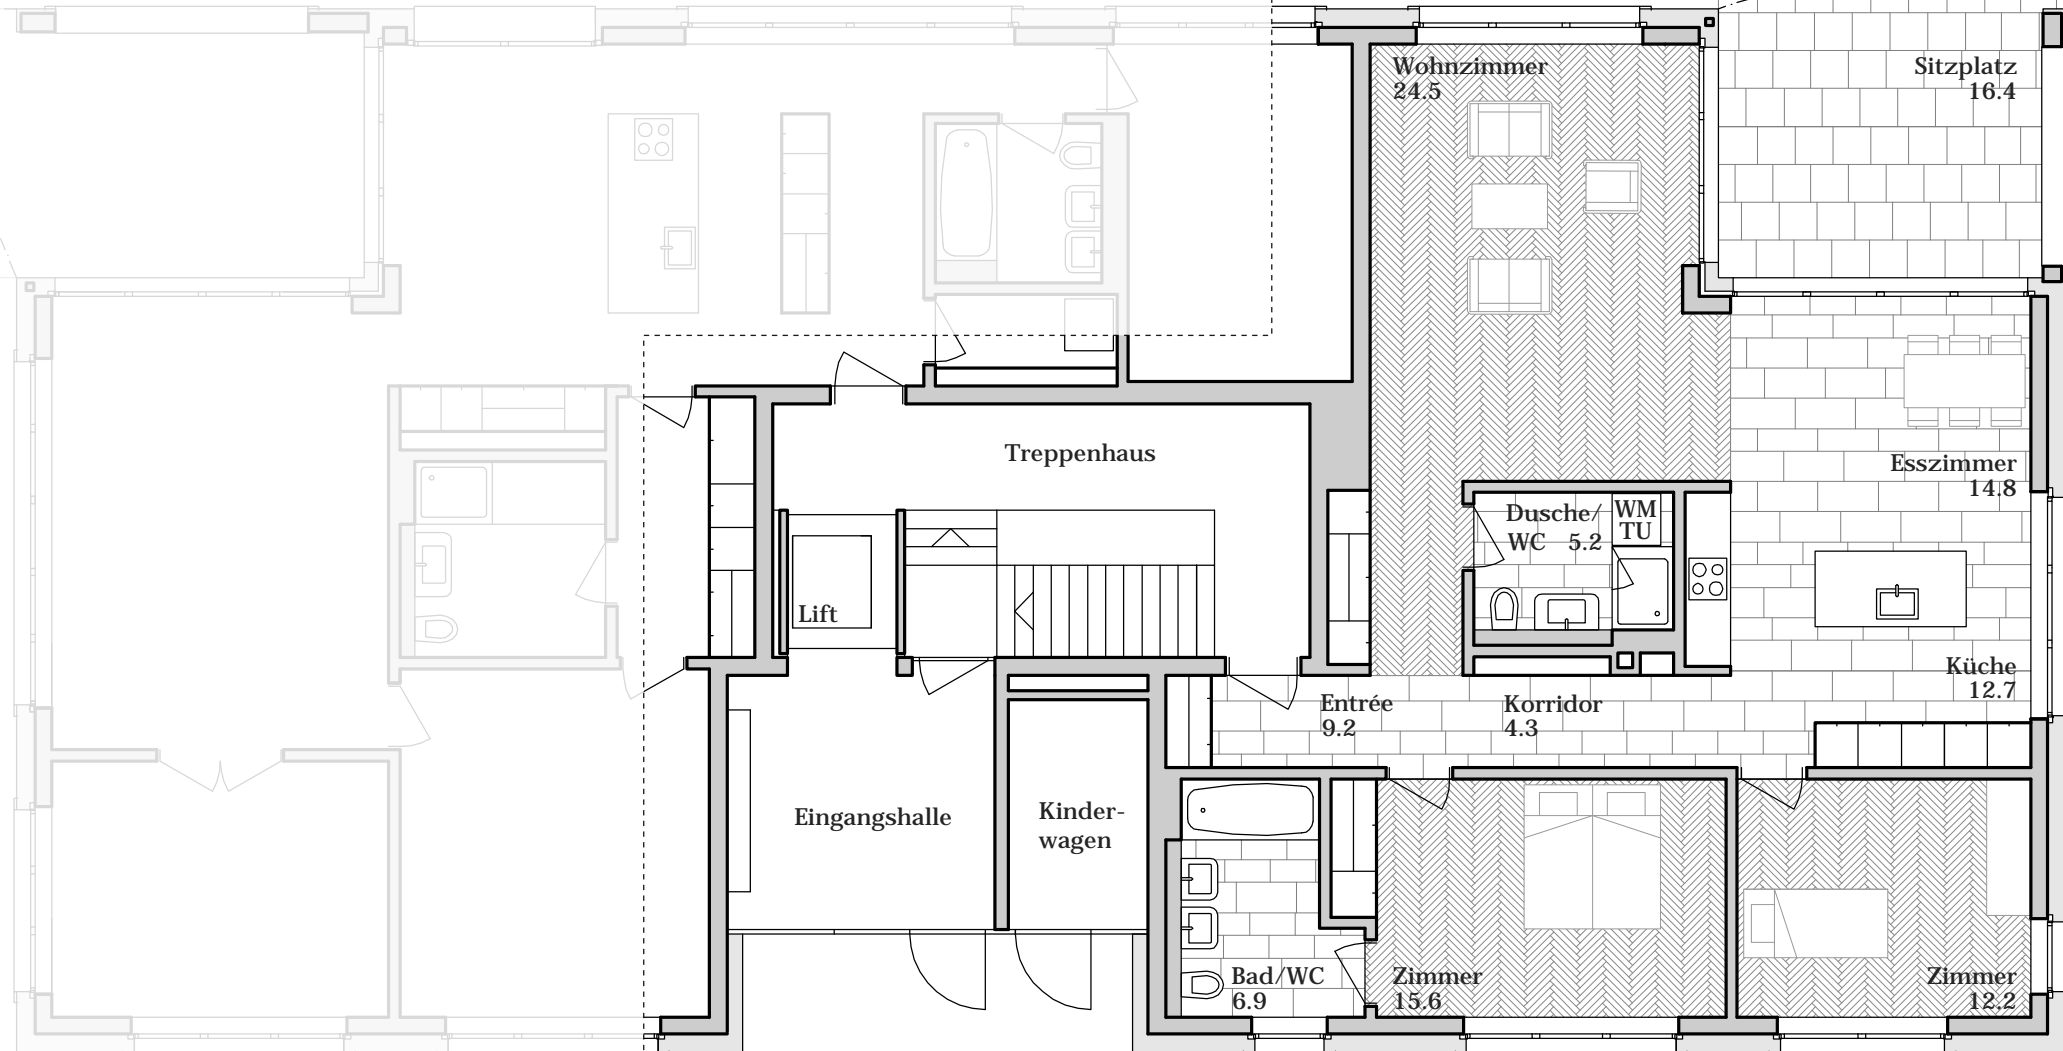 Wohnzimmer
24.5
Sitzplatz
16.4
Treppenhaus
Esszimmer
14.8
Dusche/
WC 5.2
WM
TU
Lift
Küche
12.7
Entrée
9.2
Korridor
4.3
Eingangshalle
Kinder-
wagen
Bad/WC
6.9
Zimmer
15.6
Zimmer
12.2